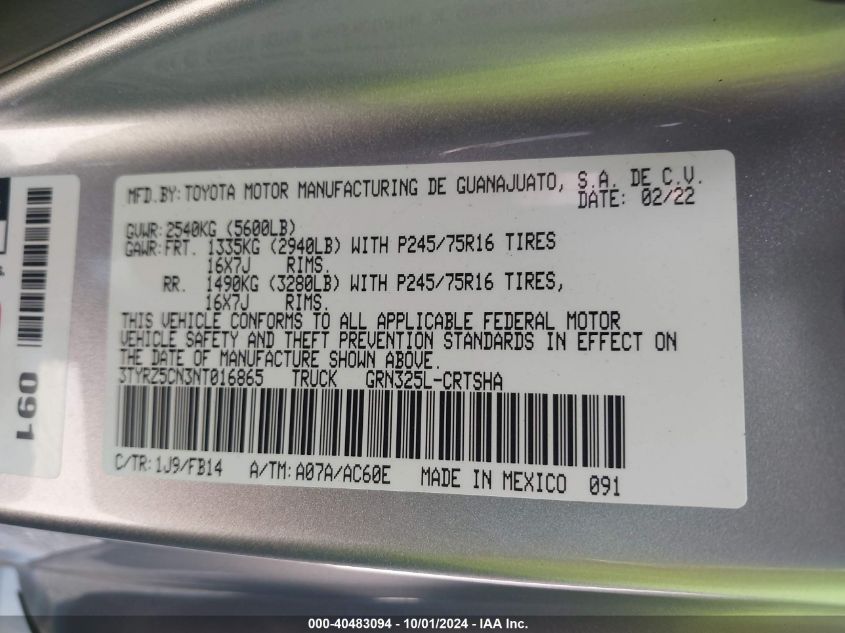 MFD.BY:TOYOTA MOTOR MANUFACTURING DE GUANAJUATO, S.A. DE C.V.
DATE: 02/22
GVWR:2540KG (5600LB)
GAWR:FRT. 1335KG (2940LB) WITH P245/75R16 TIRES
16X7J RIMS.
RR. 1490KG (3280LB) WITH P245/75R16 TIRES,
16X7J RIMS.
THIS VEHICLE CONFORMS TO ALL APPLICABLE FEDERAL MOTOR
VEHICLE SAFETY AND THEFT PREVENTION STANDARDS IN EFFECT ON
THE DATE OF MANUFACTURE SHOWN ABOVE.
3TYRZ5CN3NT016865 TRUCK GRN325L-CRTSHA
C/TR:1J9/FB14 A/TM:A07A/AC60E MADE IN MEXICO 091
091
000-40483094 - 10/01/2024 - IAA Inc.